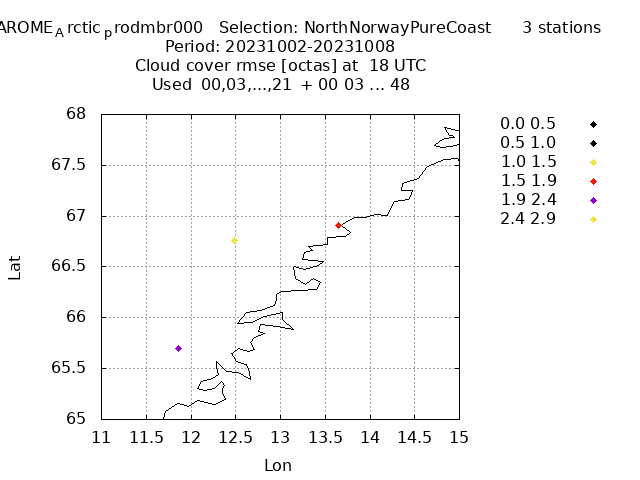 AROME_Arctic_prodmbr000   Selection: NorthNorwayPureCoast   3 stations
Period: 20231002-20231008
Cloud cover rmse [octas] at  18 UTC
Used  00,03,...,21  + 00 03 ... 48
0.0 0.5
0.5 1.0
1.0 1.5
1.5 1.9
1.9 2.4
2.4 2.9
68
67.5
67
66.5
66
65.5
65
Lat
11 11.5 12 12.5 13 13.5 14 14.5 15
Lon